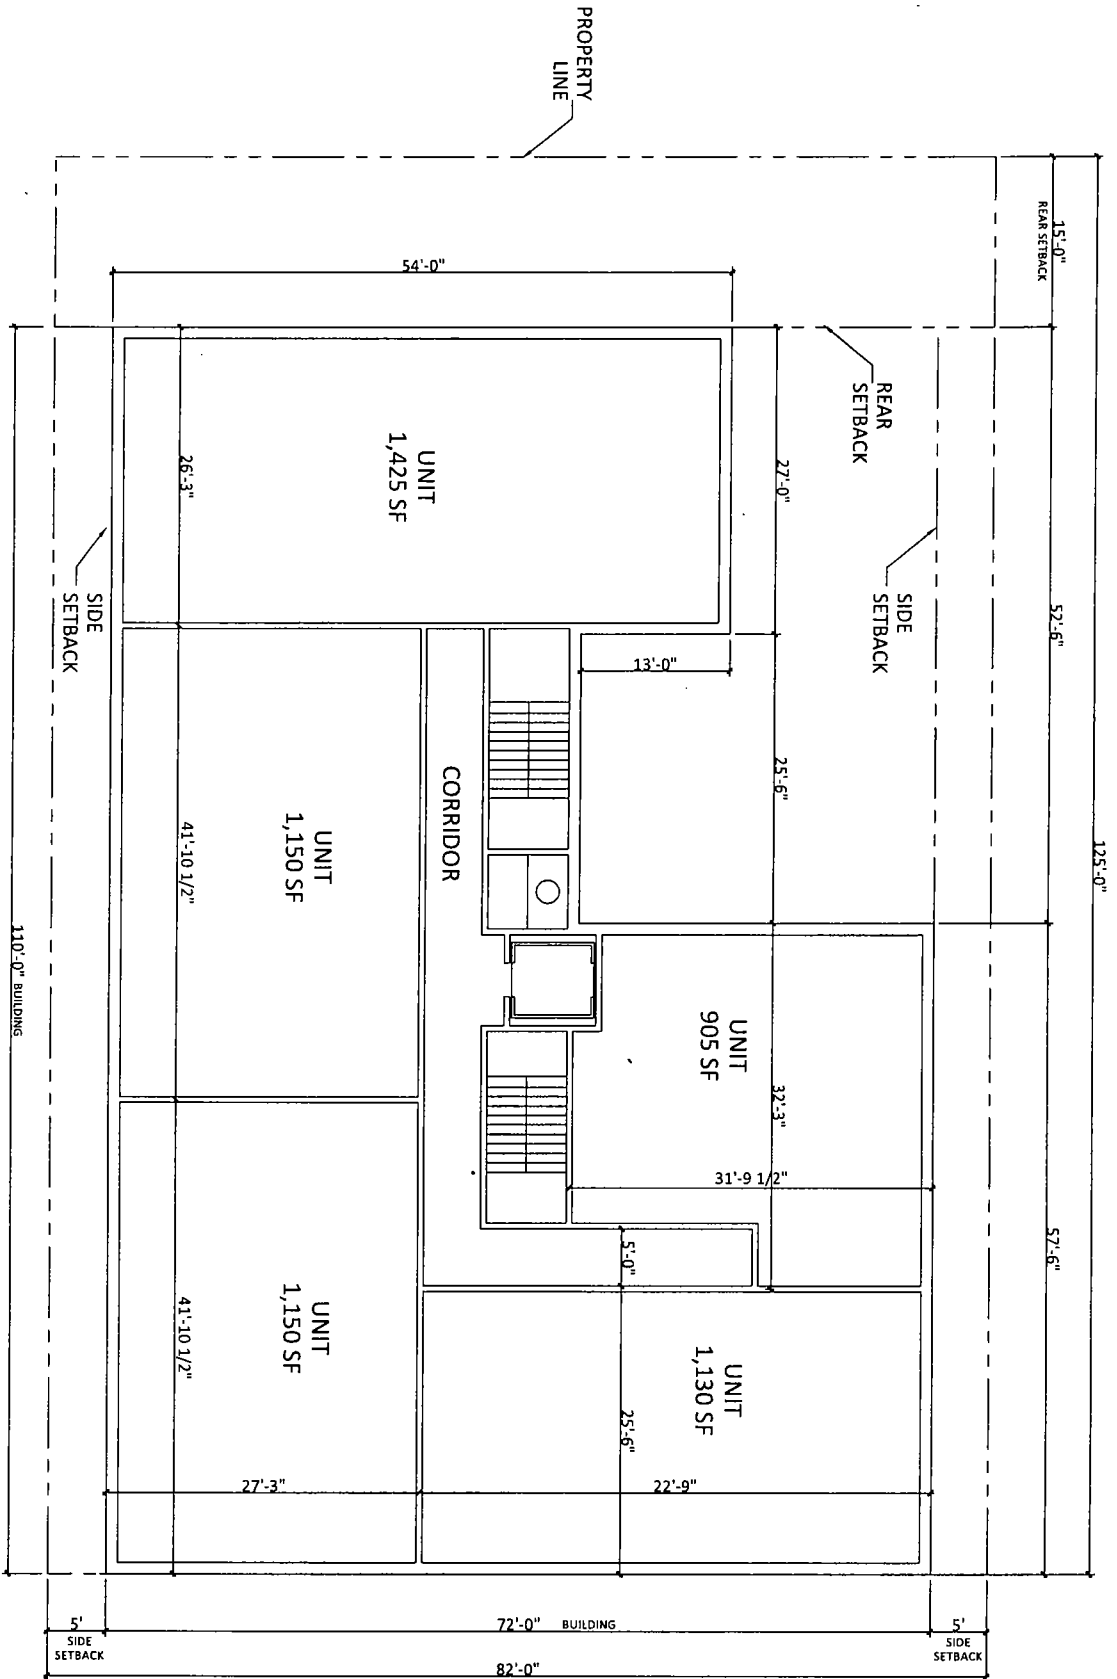 PROPERTY
LINE
15'-0"
REAR SETBACK
54'-0"
REAR
SETBACK
27'-0"
26'-3"
UNIT
1,425 SF
SIDE
SETBACK
SIDE
SETBACK
52'-6"
13'-0"
25'-6"
125'-0"
CORRIDOR
UNIT
1,150 SF
41'-10 1/2"
110'-0" BUILDING
UNIT
905 SF
32'-3"
31'-9 1/2"
57'-6"
5'-0"
UNIT
1,150 SF
41'-10 1/2"
UNIT
1,130 SF
25'-6"
27'-3"
22'-9"
5'
SIDE
SETBACK
72'-0" BUILDING
5'
SIDE
SETBACK
82'-0"